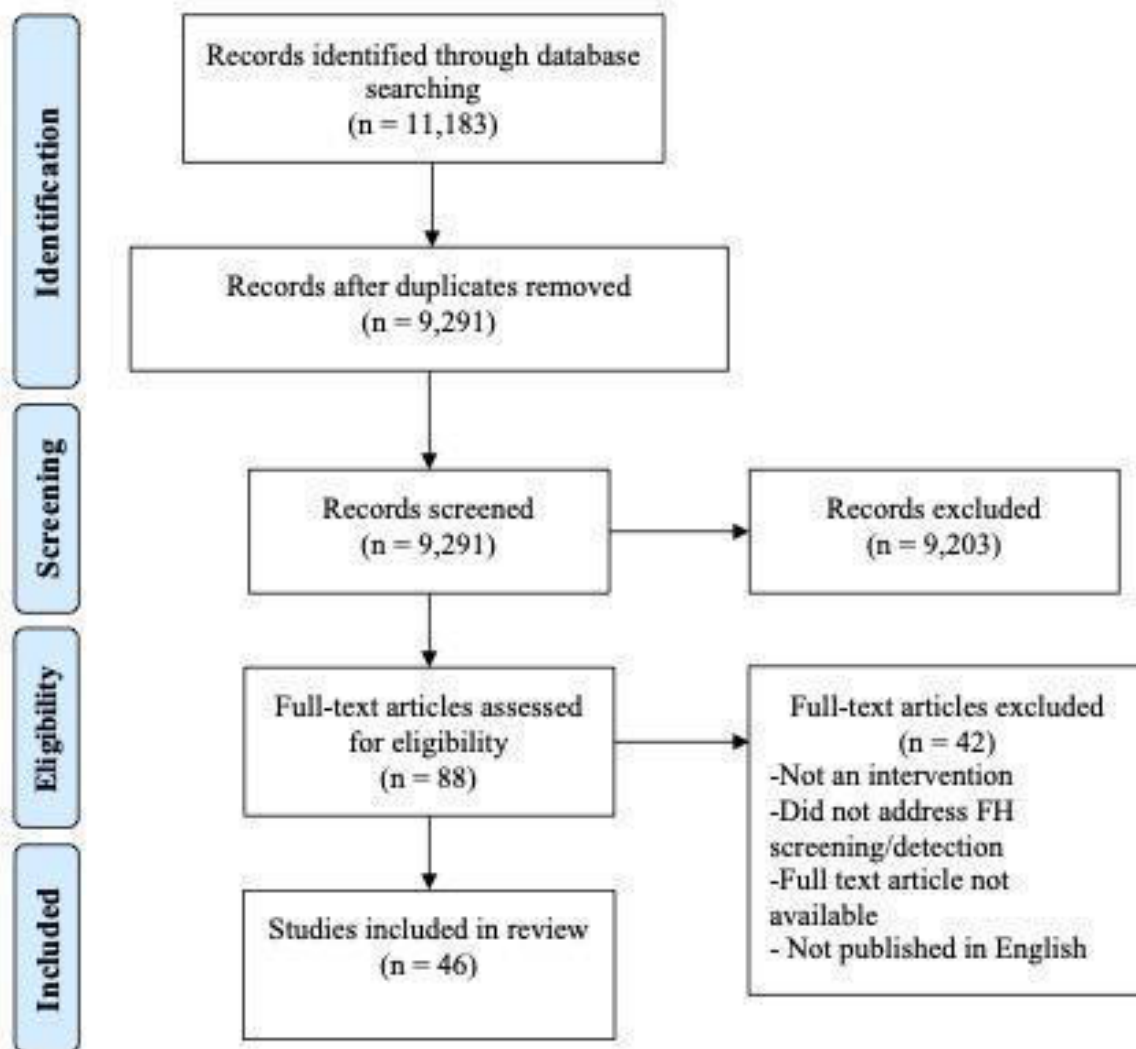 Identification
Records identified through database
searching
(n = 11,183)
Records after duplicates removed
(n = 9,291)
Screening
Records screened
(n = 9,291)
Records excluded
(n = 9,203)
Eligibility
Full-text articles assessed
for eligibility
(n = 88)
Full-text articles excluded
(n = 42)
-Not an intervention
-Did not address FH
screening/detection
-Full text article not
available
- Not published in English
Included
Studies included in review
(n = 46)